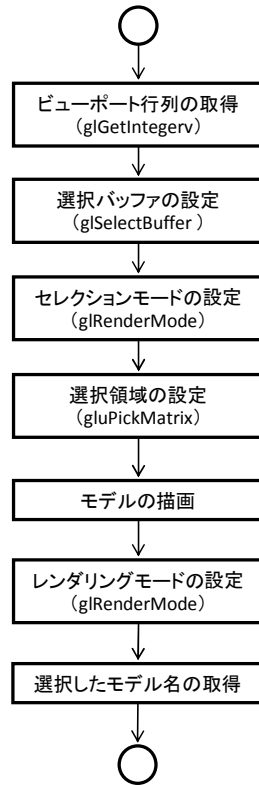 ビューポート行列の取得
（glGetIntegerv）
選択バッファの設定
（glSelectBuffer ）
セレクションモードの設定
（glRenderMode）
選択領域の設定
（gluPickMatrix）
モデルの描画
レンダリングモードの設定
（glRenderMode）
選択したモデル名の取得